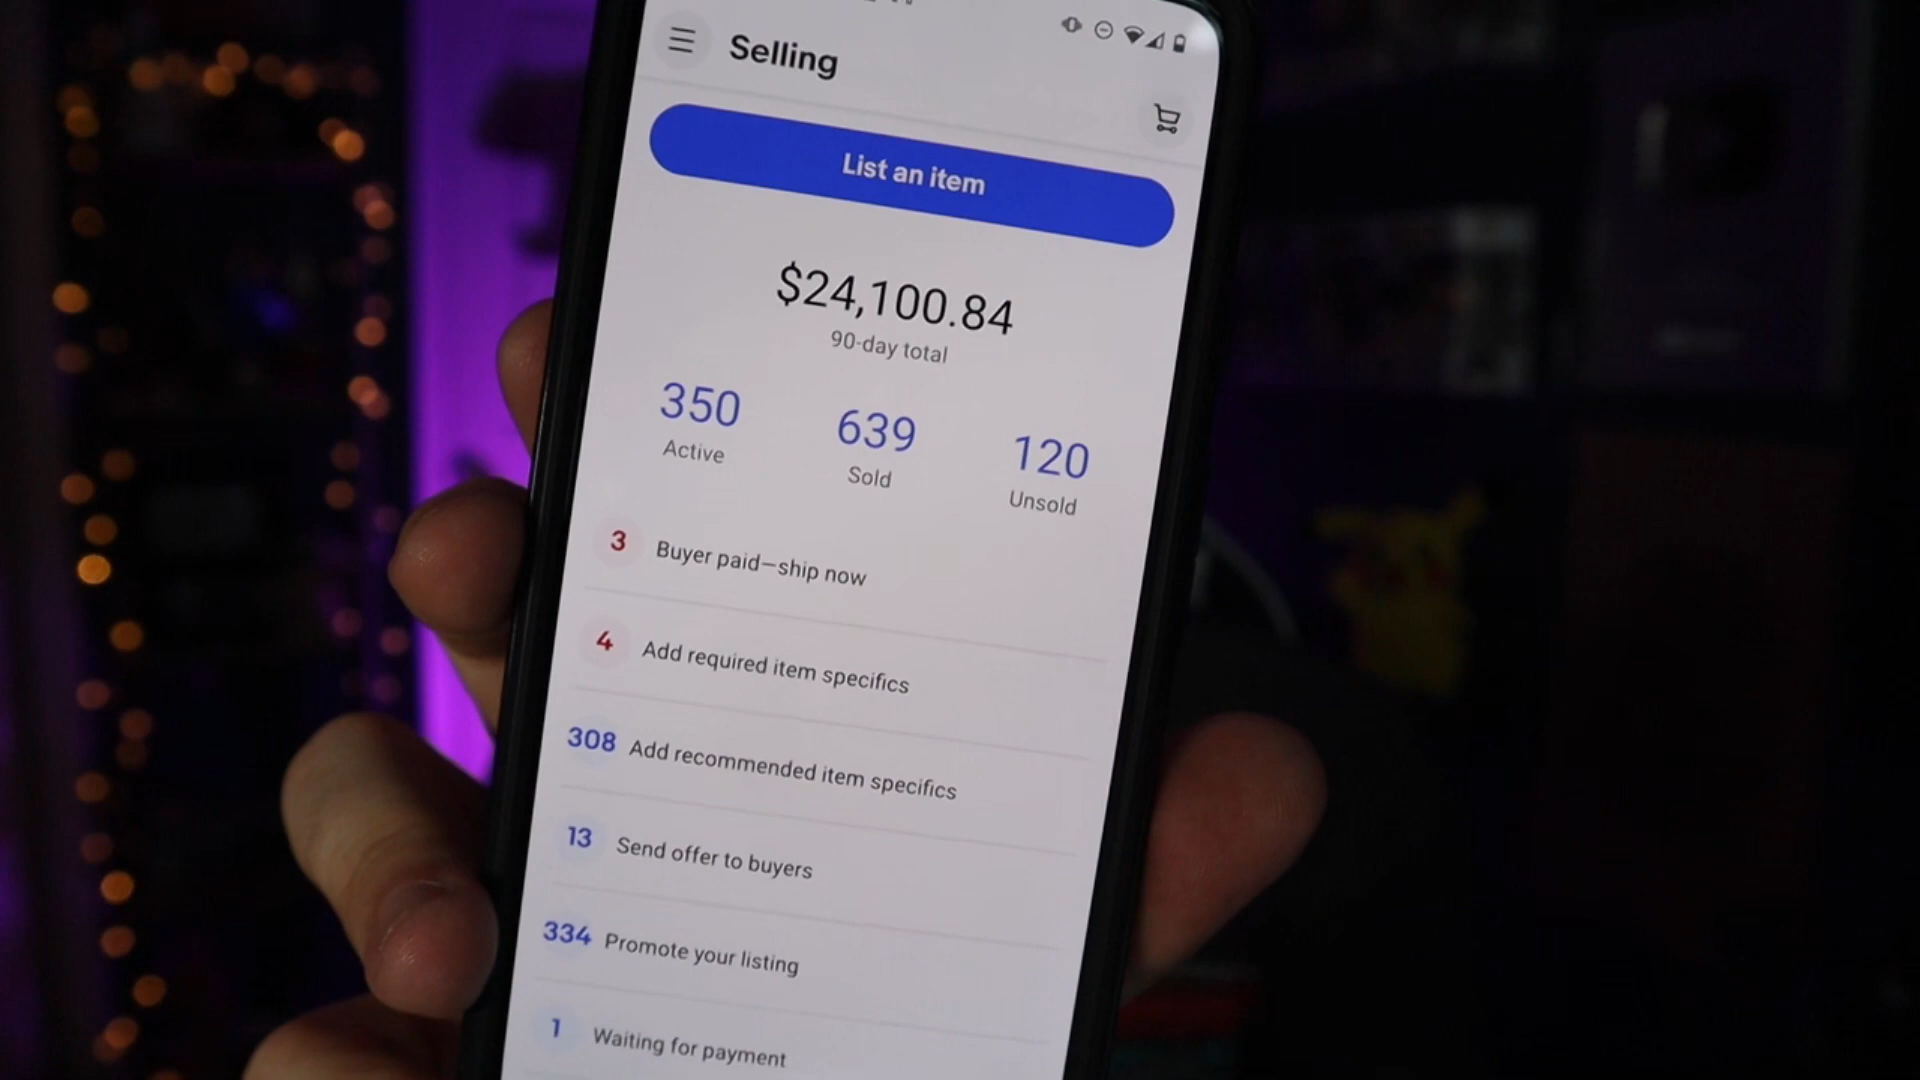 Selling
List an item
$24,100.84
90-day total
350 639 120
Active Sold Unsold
3 Buyer paid—ship now
4 Add required item specifics
308 Add recommended item specifics
13 Send offer to buyers
334 Promote your listing
1 Waiting for payment